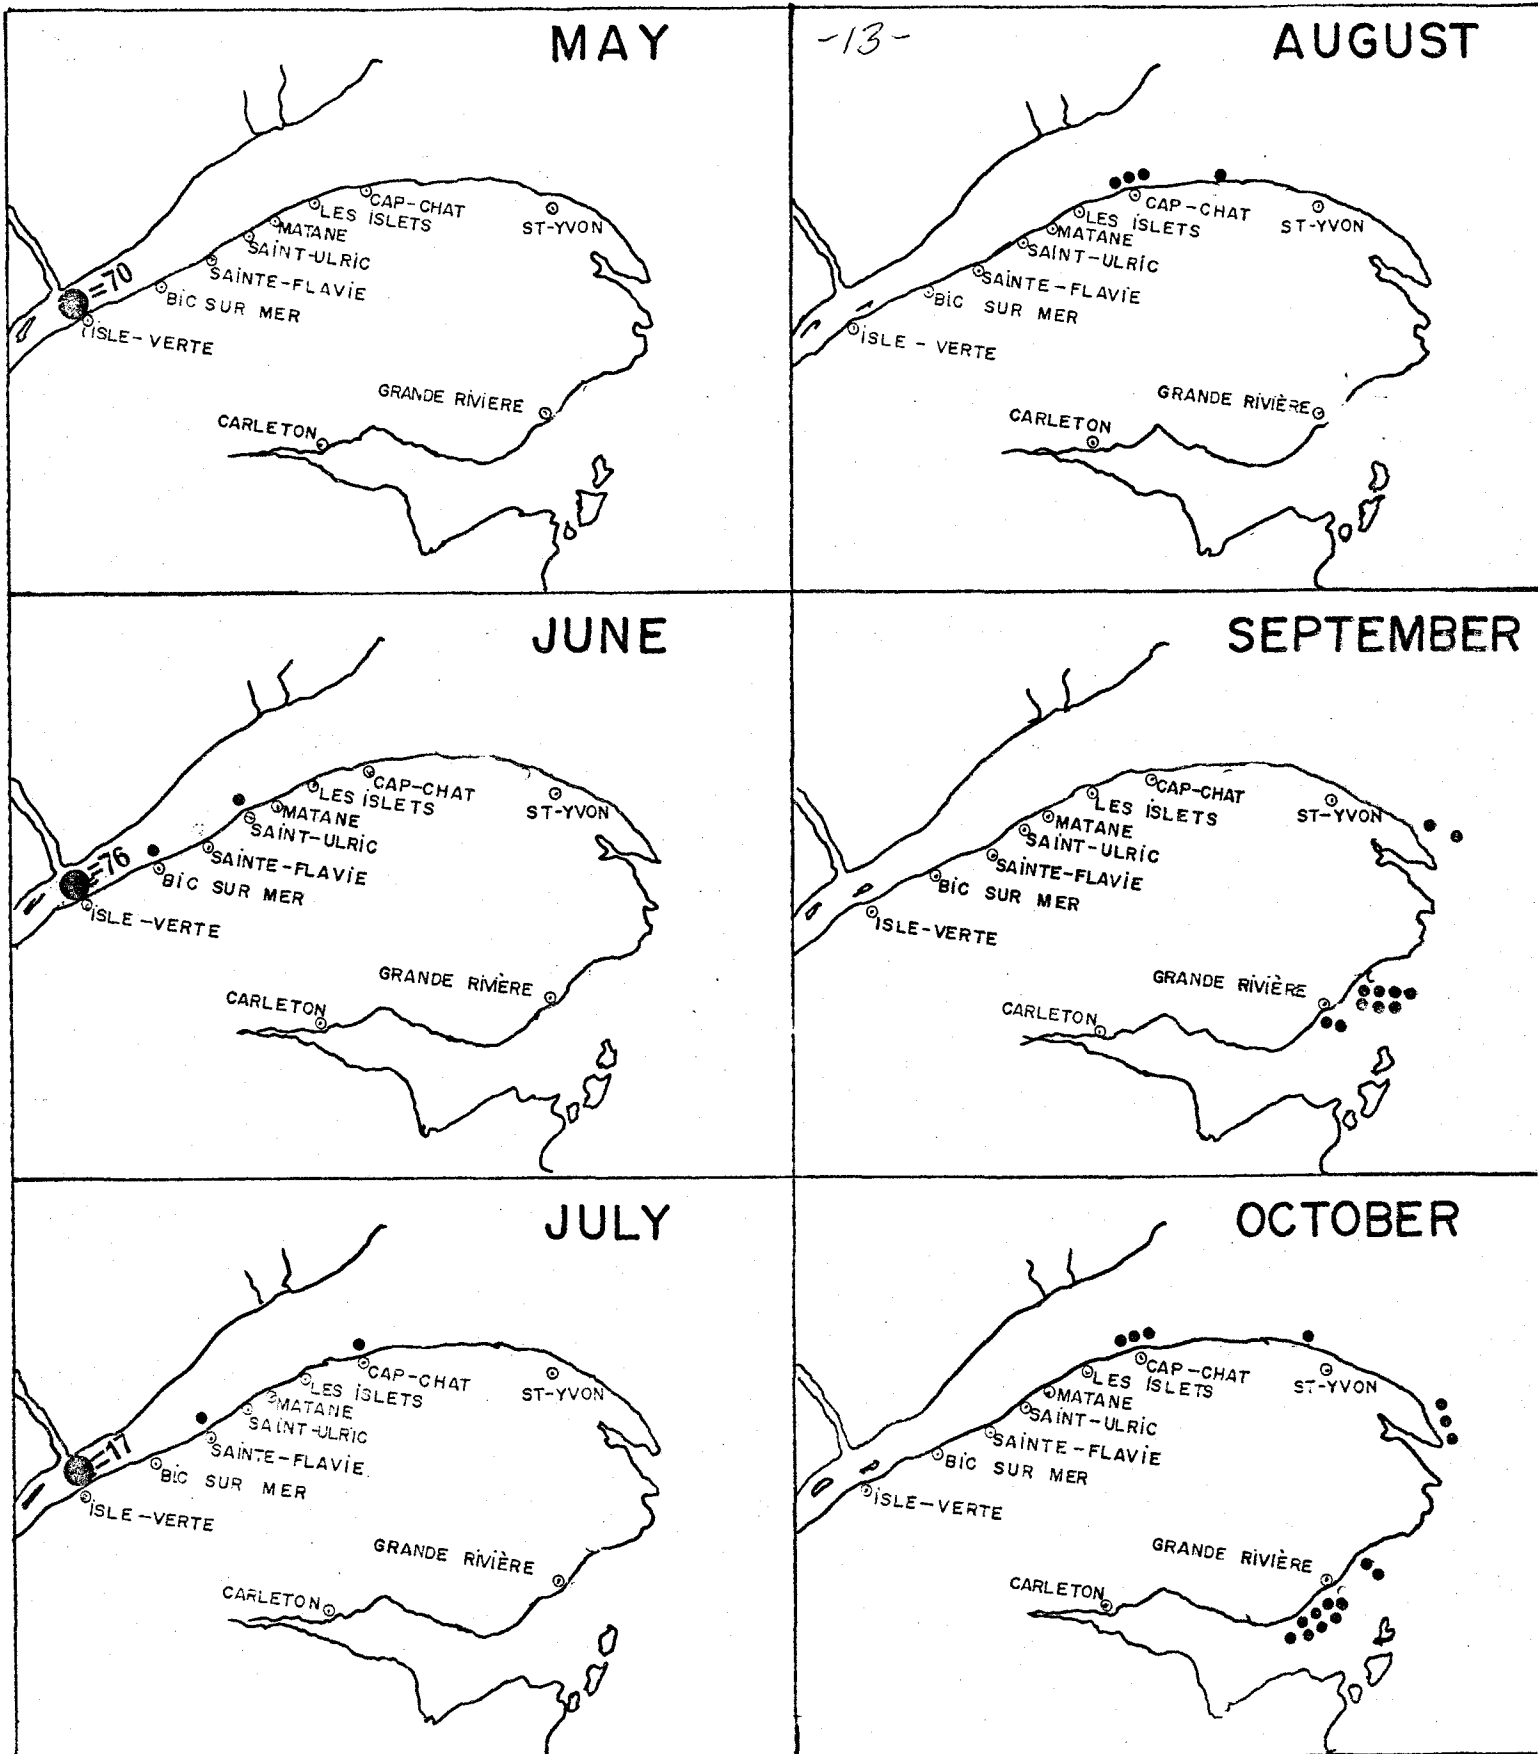 -13-
MAY
CAP-CHAT
LES ISLETS
MATANE
ST-YVON
SAINT-ULRIC
SAINTE-FLAVIE
=70
BIC SUR MER
ISLE-VERTE
GRANDE RIVIERE
CARLETON
AUGUST
CAP-CHAT
LES ISLETS
MATANE
ST-YVON
SAINT-ULRIC
SAINTE-FLAVIE
BIC SUR MER
ISLE-VERTE
GRANDE RIVIÈRE
CARLETON
JUNE
CAP-CHAT
LES ISLETS
MATANE
ST-YVON
SAINT-ULRIC
SAINTE-FLAVIE
=76
BIC SUR MER
ISLE-VERTE
GRANDE RIVIÈRE
CARLETON
SEPTEMBER
CAP-CHAT
LES ISLETS
MATANE
ST-YVON
SAINT-ULRIC
SAINTE-FLAVIE
BIC SUR MER
ISLE-VERTE
GRANDE RIVIÈRE
CARLETON
JULY
CAP-CHAT
LES ISLETS
MATANE
ST-YVON
SAINT-ULRIC
SAINTE-FLAVIE
=17
BIC SUR MER
ISLE-VERTE
GRANDE RIVIÈRE
CARLETON
OCTOBER
CAP-CHAT
LES ISLETS
MATANE
ST-YVON
SAINT-ULRIC
SAINTE-FLAVIE
BIC SUR MER
ISLE-VERTE
GRANDE RIVIÈRE
CARLETON